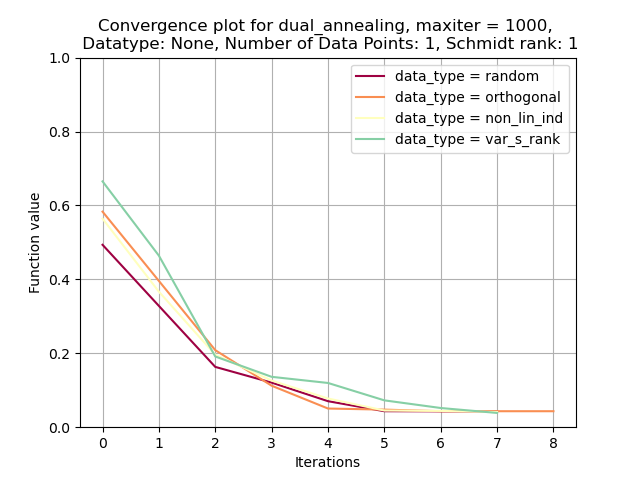 Convergence plot for dual_annealing, maxiter = 1000,
Datatype: None, Number of Data Points: 1, Schmidt rank: 1
data_type = random
data_type = orthogonal
data_type = non_lin_ind
data_type = var_s_rank
Function value
1.0
0.8
0.6
0.4
0.2
0.0
0 1 2 3 4 5 6 7 8
Iterations